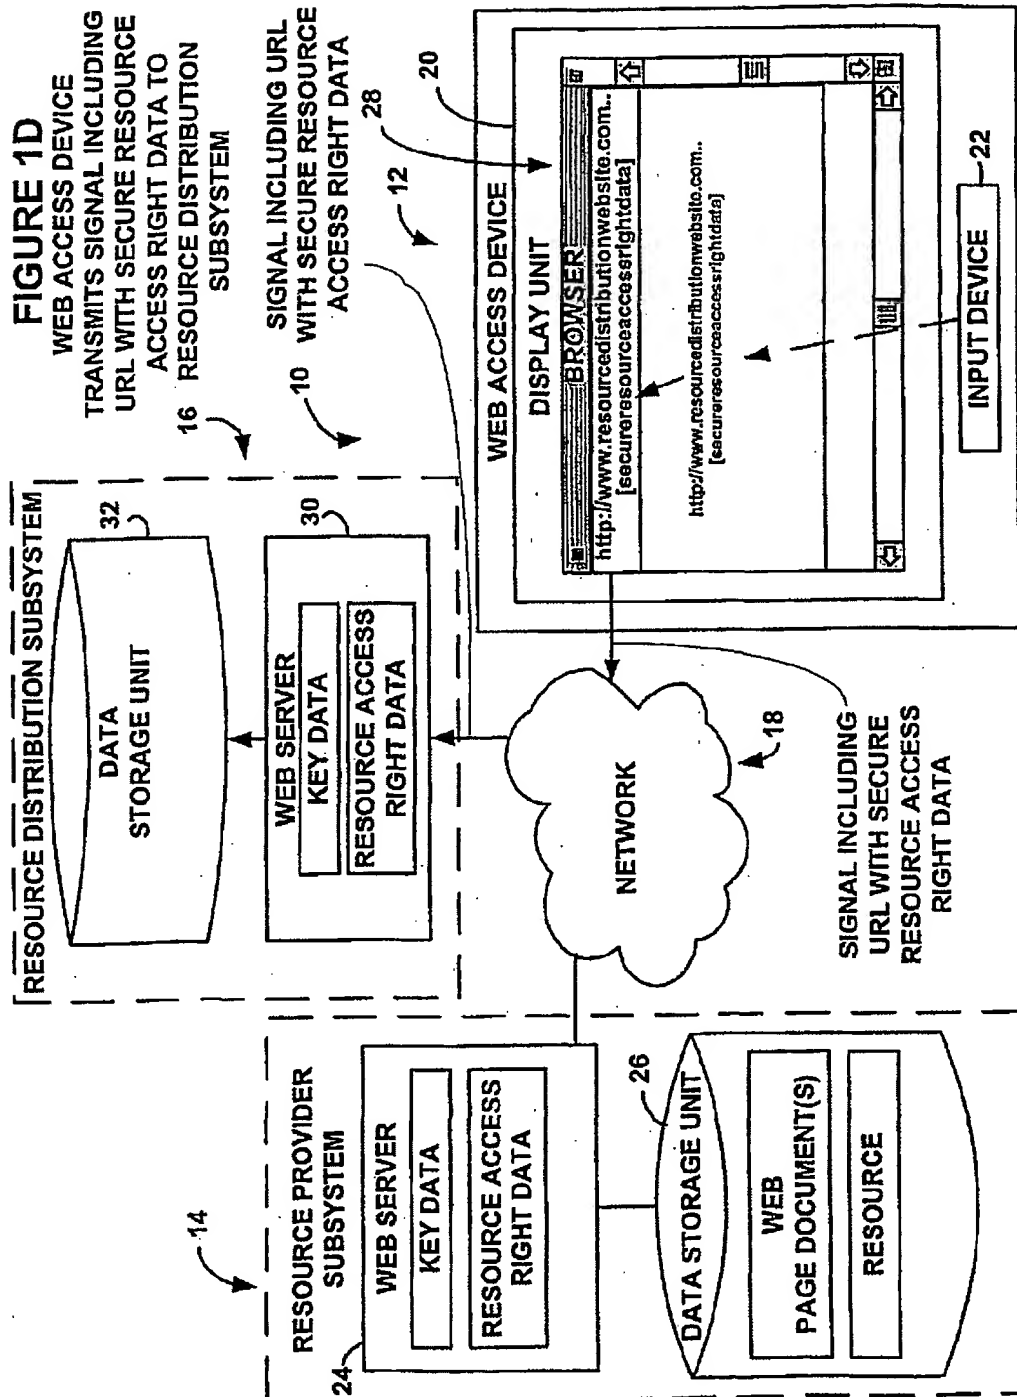 FIGURE 1D
WEB ACCESS DEVICE
TRANSMITS SIGNAL INCLUDING
URL WITH SECURE RESOURCE
ACCESS RIGHT DATA TO
RESOURCE DISTRIBUTION
SUBSYSTEM
16
10
SIGNAL INCLUDING URL
WITH SECURE RESOURCE
ACCESS RIGHT DATA
12
RESOURCE DISTRIBUTION SUBSYSTEM
32
DATA
STORAGE UNIT
30
WEB SERVER
KEY DATA
RESOURCE ACCESS
RIGHT DATA
14
RESOURCE PROVIDER
SUBSYSTEM
24
WEB SERVER
KEY DATA
RESOURCE ACCESS
RIGHT DATA
26
DATA STORAGE UNIT
WEB
PAGE DOCUMENT(S)
RESOURCE
NETWORK
18
SIGNAL INCLUDING
URL WITH SECURE
RESOURCE ACCESS
RIGHT DATA
20
28
WEB ACCESS DEVICE
DISPLAY UNIT
BROWSER
http://www.resourcedistributionwebsite.com..
[secureresourceaccessrightdata]
http://www.resourcedistributionwebsite.com..
[secureresourceaccessrightdata]
INPUT DEVICE
22